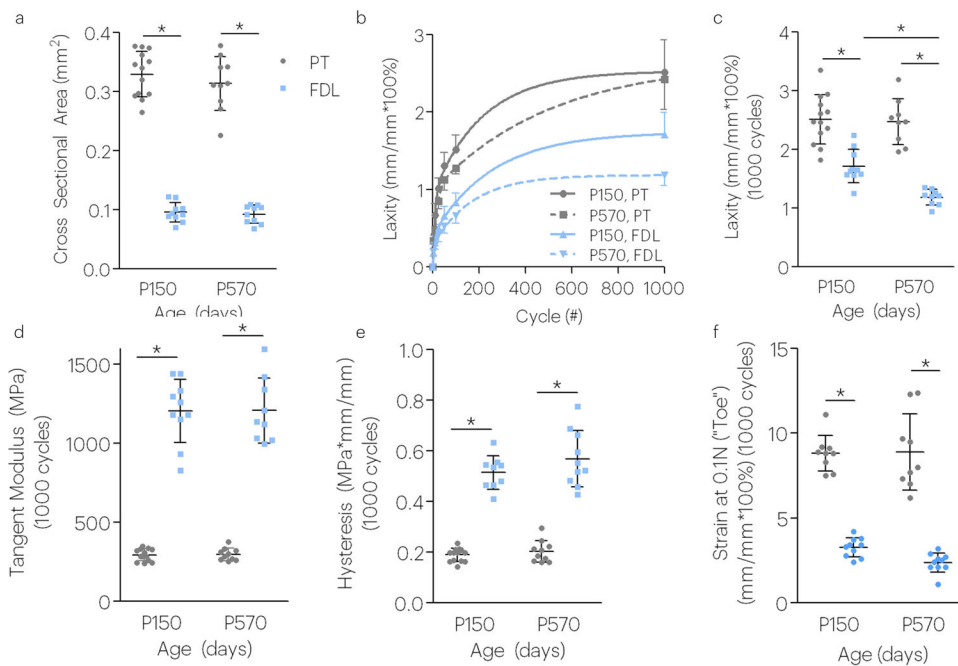 a
Cross Sectional Area (mm²)
0.4
0.3
0.2
0.1
0.0
*
*
P150
P570
Age (days)
PT
FDL
b
Laxity (mm/mm*100%)
3
2
1
0
0
200
400
600
800
1000
Cycle (#)
P150, PT
P570, PT
P150, FDL
P570, FDL
c
Laxity (mm/mm*100%)
(1000 cycles)
4
3
2
1
0
*
*
*
P150
P570
Age (days)
d
Tangent Modulus (MPa)
(1000 cycles)
1500
1000
500
0
*
*
P150
P570
Age (days)
e
Hysteresis (MPa*mm/mm)
(1000 cycles)
1.0
0.8
0.6
0.4
0.2
0.0
*
*
P150
P570
Age (days)
f
Strain at 0.1N ("Toe")
(mm/mm*100%) (1000 cycles)
15
10
5
0
*
*
P150
P570
Age (days)